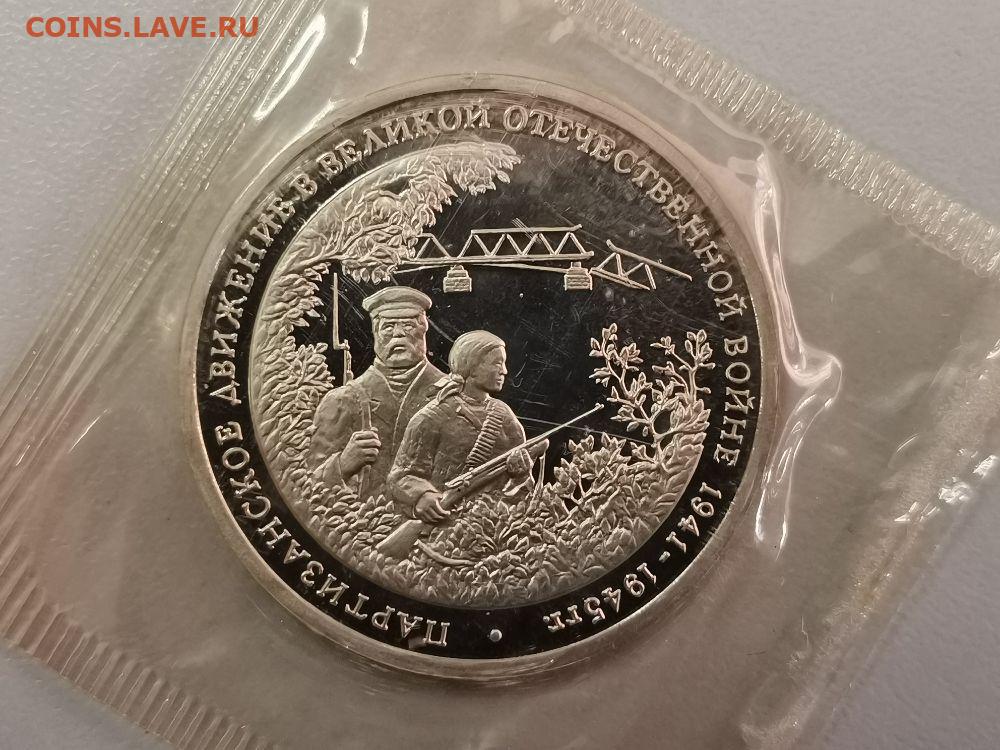 COINS.LAVE.RU
ПАРТИЗАНСКОЕ ДВИЖЕНИЕ В ВЕЛИКОЙ ОТЕЧЕСТВЕННОЙ ВОЙНЕ 1941-1945гг. •